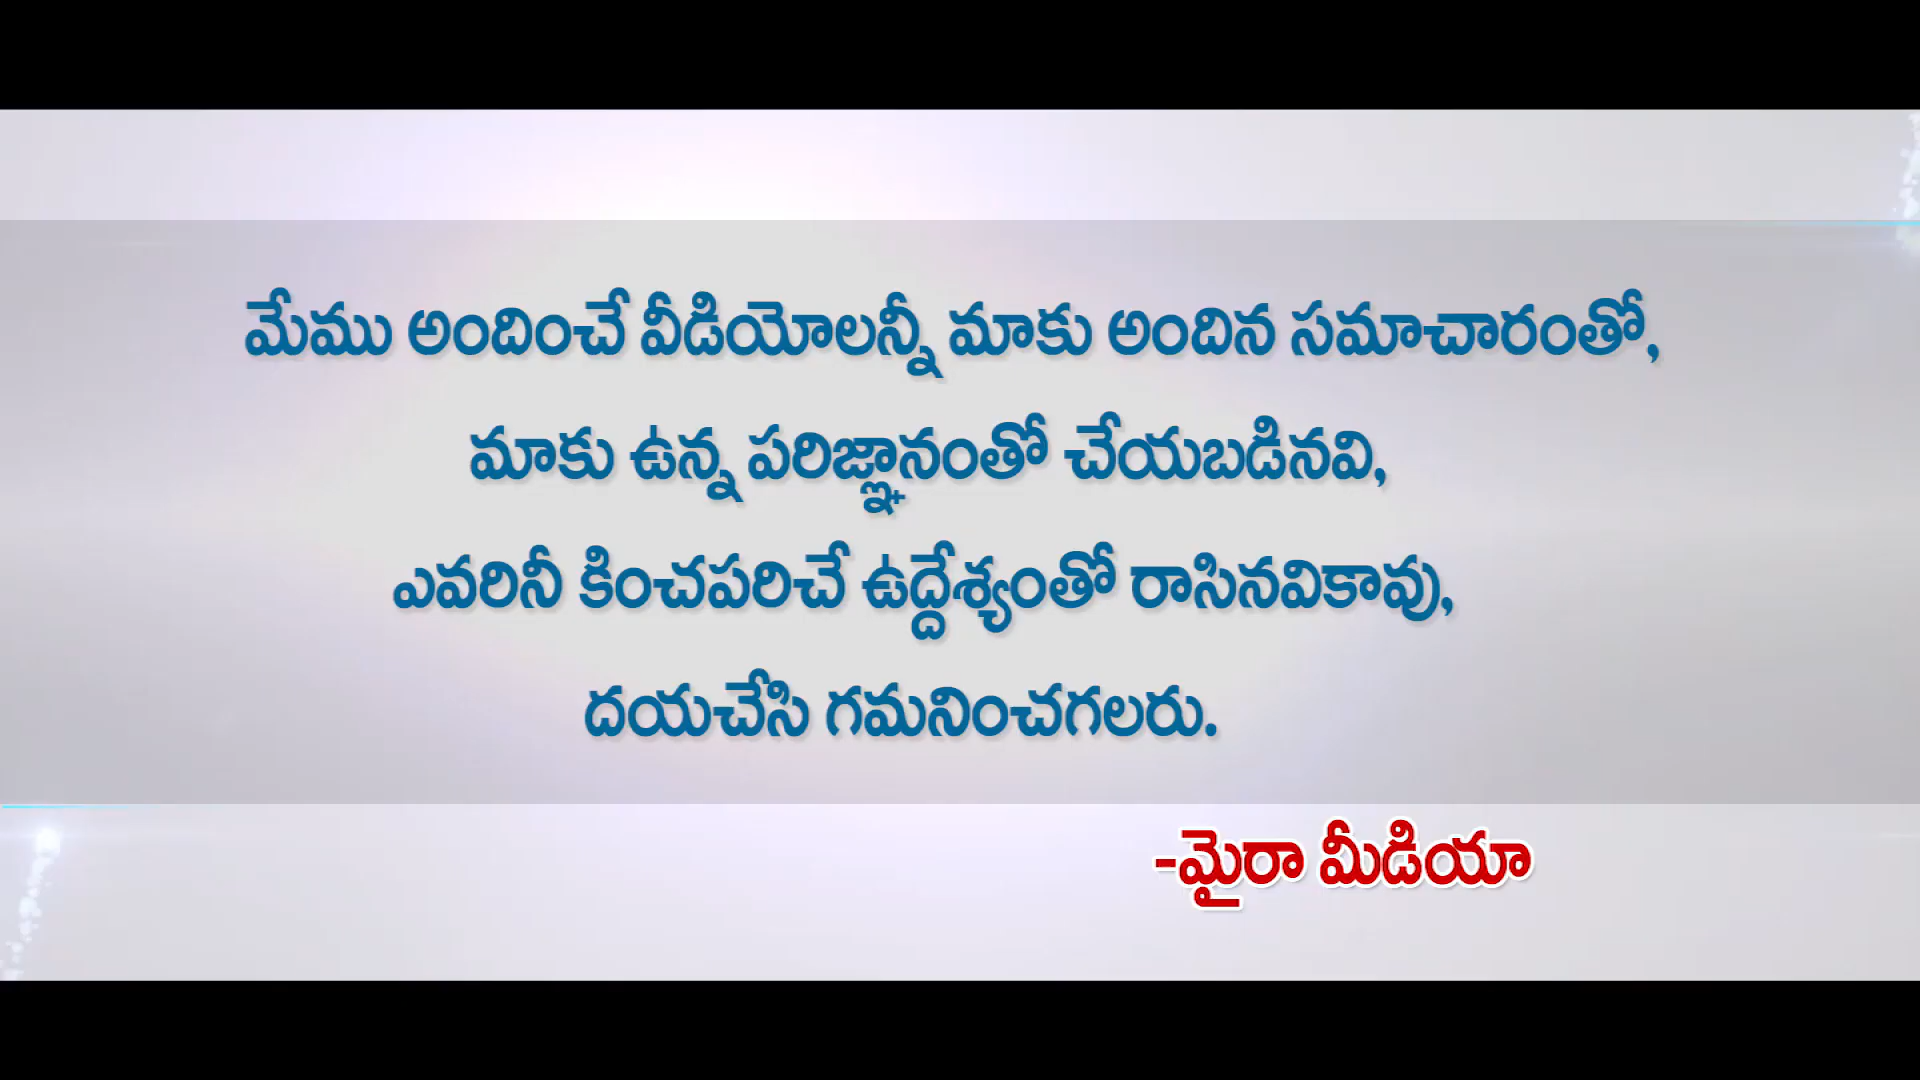 మేము అందించే వీడియోలన్నీ మాకు అందిన సమాచారంతో,
మాకు ఉన్న పరిజ్ఞానంతో చేయబడినవి,
ఎవరినీ కించపరిచే ఉద్దేశ్యంతో రాసినవికావు,
దయచేసి గమనించగలరు.
-మైరా మీడియా